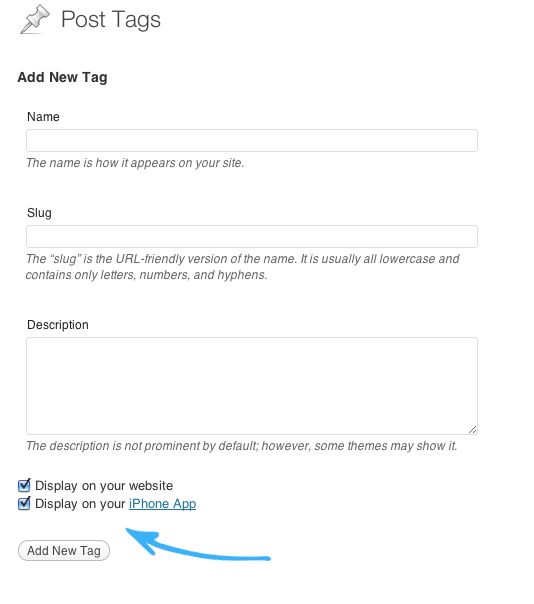 Post Tags
Add New Tag
Name
The name is how it appears on your site.
Slug
The “slug” is the URL-friendly version of the name. It is usually all lowercase and
contains only letters, numbers, and hyphens.
Description
The description is not prominent by default; however, some themes may show it.
Display on your website
Display on your iPhone App
Add New Tag